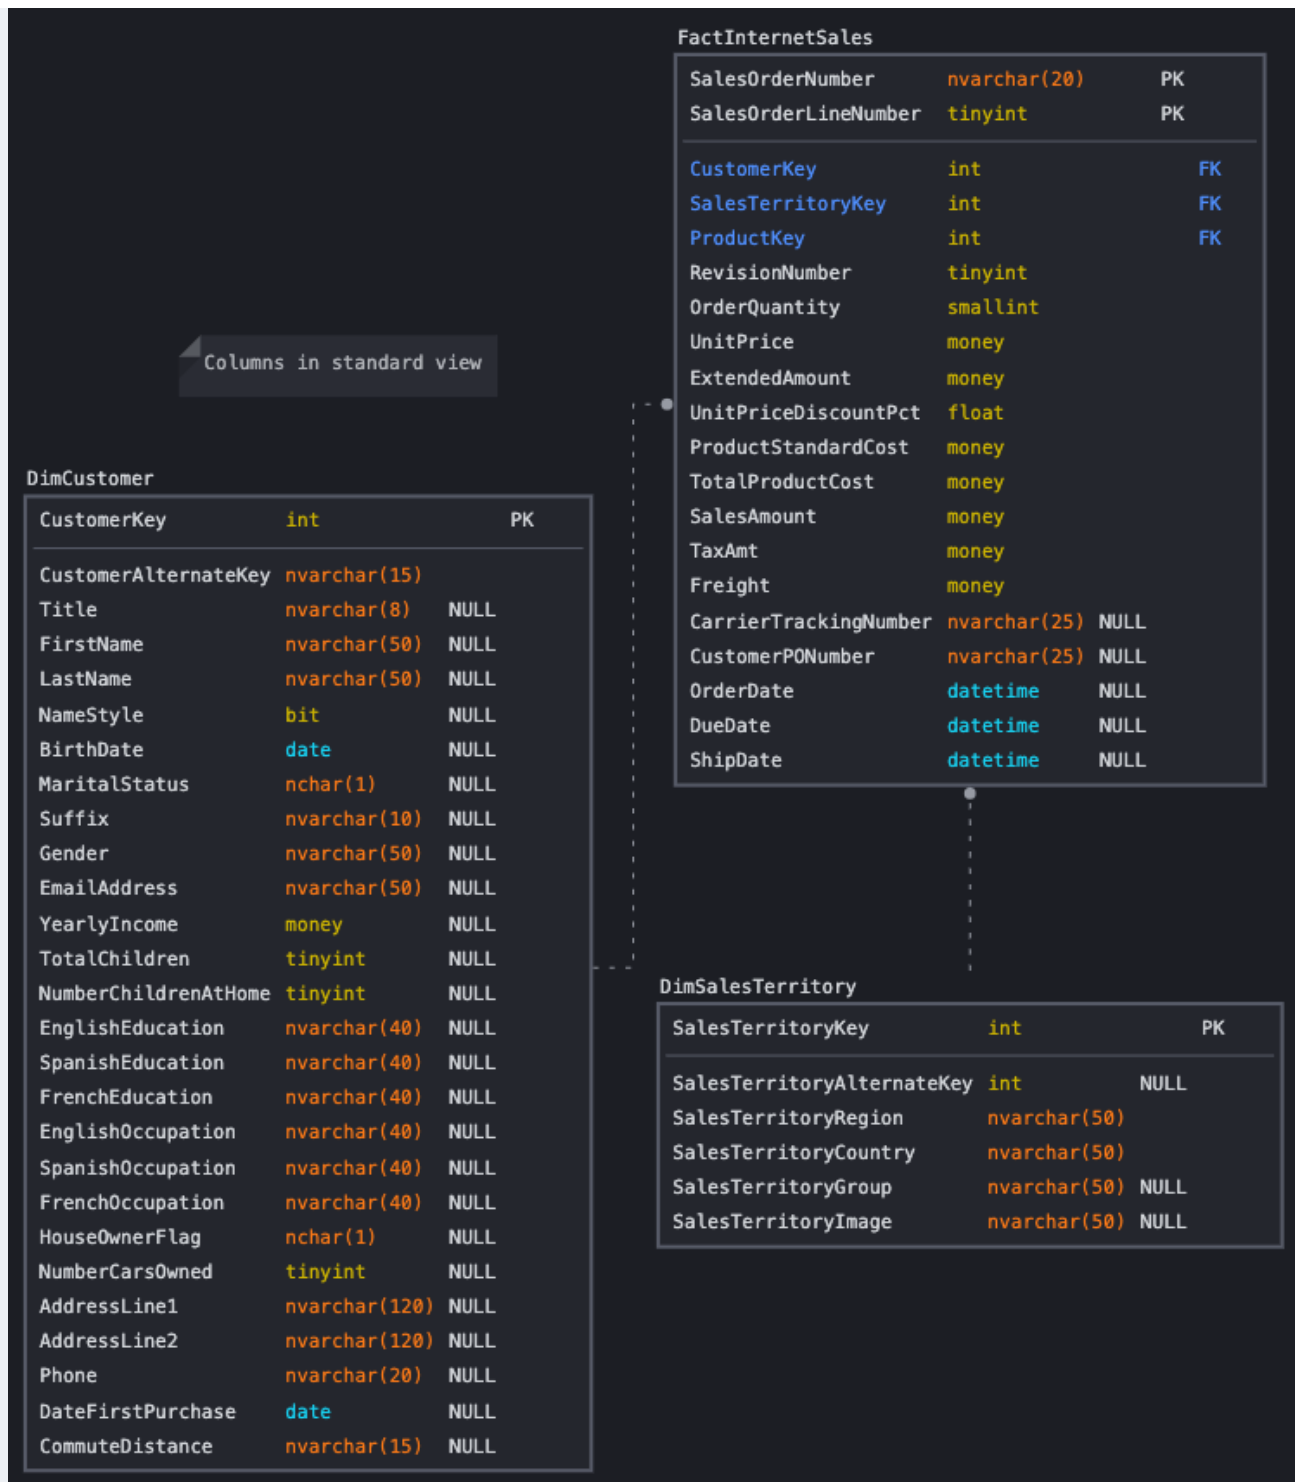 FactInternetSales
SalesOrderNumber nvarchar(20) PK
SalesOrderLineNumber tinyint PK
CustomerKey int FK
SalesTerritoryKey int FK
ProductKey int FK
RevisionNumber tinyint
OrderQuantity smallint
UnitPrice money
ExtendedAmount money
UnitPriceDiscountPct float
ProductStandardCost money
TotalProductCost money
SalesAmount money
TaxAmt money
Freight money
CarrierTrackingNumber nvarchar(25) NULL
CustomerPONumber nvarchar(25) NULL
OrderDate datetime NULL
DueDate datetime NULL
ShipDate datetime NULL
Columns in standard view
DimCustomer
CustomerKey int PK
CustomerAlternateKey nvarchar(15)
Title nvarchar(8) NULL
FirstName nvarchar(50) NULL
LastName nvarchar(50) NULL
NameStyle bit NULL
BirthDate date NULL
MaritalStatus nchar(1) NULL
Suffix nvarchar(10) NULL
Gender nvarchar(50) NULL
EmailAddress nvarchar(50) NULL
YearlyIncome money NULL
TotalChildren tinyint NULL
NumberChildrenAtHome tinyint NULL
EnglishEducation nvarchar(40) NULL
SpanishEducation nvarchar(40) NULL
FrenchEducation nvarchar(40) NULL
EnglishOccupation nvarchar(40) NULL
SpanishOccupation nvarchar(40) NULL
FrenchOccupation nvarchar(40) NULL
HouseOwnerFlag nchar(1) NULL
NumberCarsOwned tinyint NULL
AddressLine1 nvarchar(120) NULL
AddressLine2 nvarchar(120) NULL
Phone nvarchar(20) NULL
DateFirstPurchase date NULL
CommuteDistance nvarchar(15) NULL
DimSalesTerritory
SalesTerritoryKey int PK
SalesTerritoryAlternateKey int NULL
SalesTerritoryRegion nvarchar(50)
SalesTerritoryCountry nvarchar(50)
SalesTerritoryGroup nvarchar(50) NULL
SalesTerritoryImage nvarchar(50) NULL